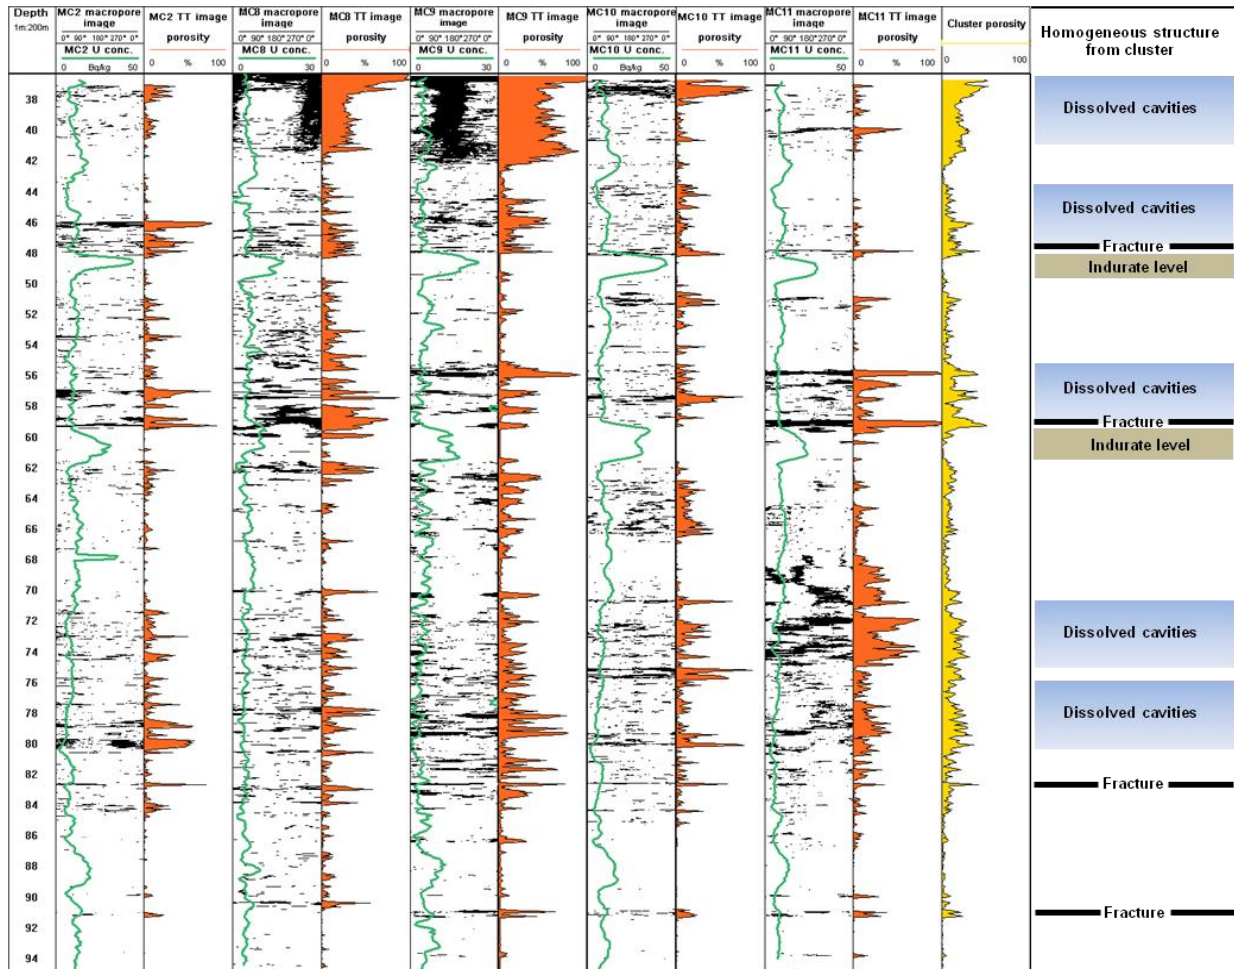 Depth
1m:200m
MC2 macropore
image
0° 90° 180°270° 0°
MC2 U conc.
0 Bq/kg 50
MC2 TT image
porosity
0 % 100
MC8 macropore
image
0° 90° 180°270° 0°
MC8 U conc.
0 30
MC8 TT image
porosity
0 % 100
MC9 macropore
image
0° 90° 180°270° 0°
MC9 U conc.
0 30
MC9 TT image
porosity
0 % 100
MC10 macropore
image
0° 90° 180°270° 0°
MC10 U conc.
0 Bq/kg 50
MC10 TT image
porosity
0 % 100
MC11 macropore
image
0° 90° 180°270° 0°
MC11 U conc.
0 50
MC11 TT image
porosity
0 % 100
Cluster porosity
0 100
Homogeneous structure
from cluster
38
40
42
44
46
48
50
52
54
56
58
60
62
64
66
68
70
72
74
76
78
80
82
84
86
88
90
92
94
Dissolved cavities
Dissolved cavities
Fracture
Indurate level
Dissolved cavities
Fracture
Indurate level
Dissolved cavities
Dissolved cavities
Fracture
Fracture